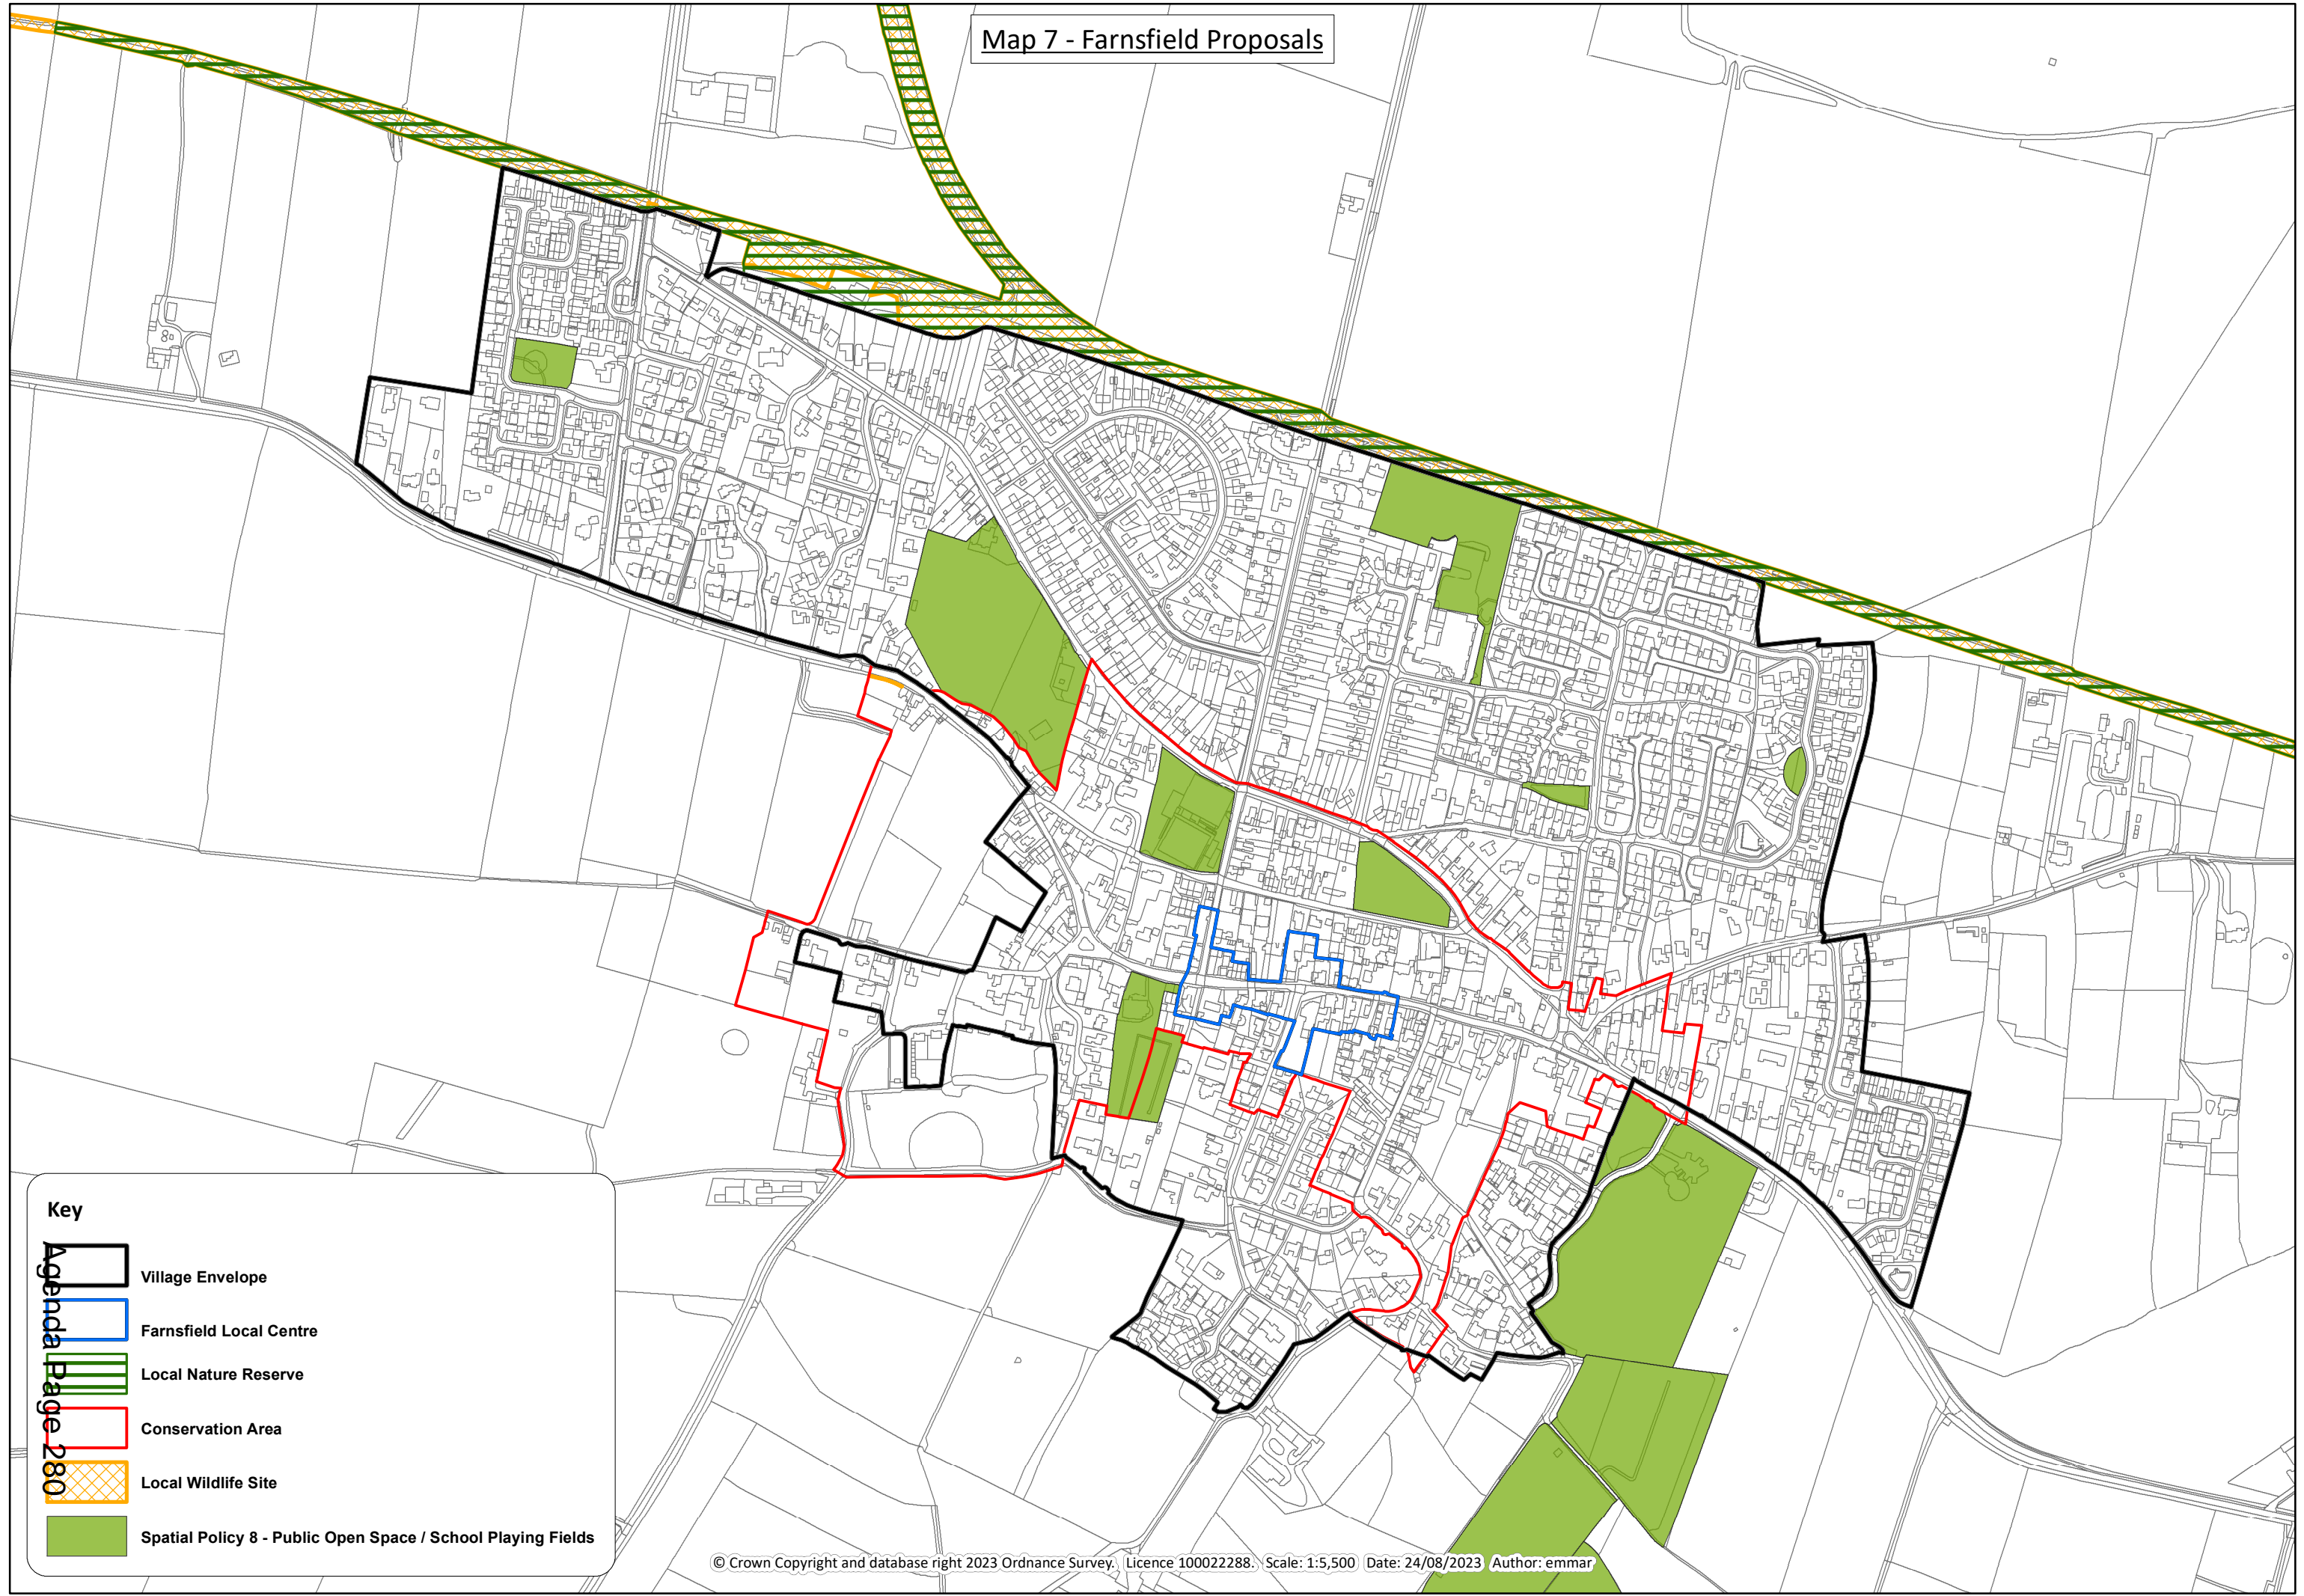 Map 7 - Farnsfield Proposals
Key
Village Envelope
Farnsfield Local Centre
Local Nature Reserve
Conservation Area
Local Wildlife Site
Spatial Policy 8 - Public Open Space / School Playing Fields
Agenda Page 280
© Crown Copyright and database right 2023 Ordnance Survey. Licence 100022288. Scale: 1:5,500 Date: 24/08/2023 Author: emmar